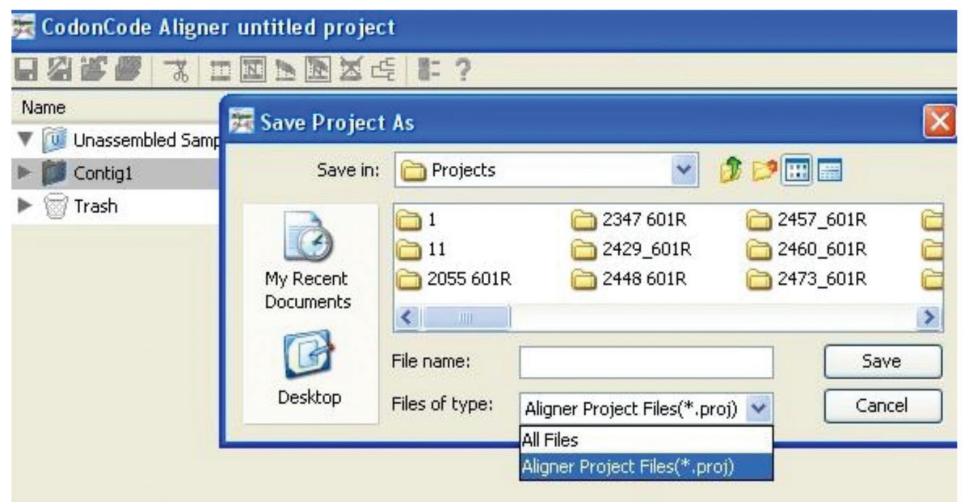 CodonCode Aligner untitled project
Name
Unassembled Samp
Contig1
Trash
Save Project As
Save in:
Projects
1
2347 601R
2457_601R
11
2429_601R
2460_601R
2055 601R
2448 601R
2473_601R
My Recent
Documents
Desktop
File name:
Save
Files of type:
Aligner Project Files(*.proj)
Cancel
All Files
Aligner Project Files(*.proj)